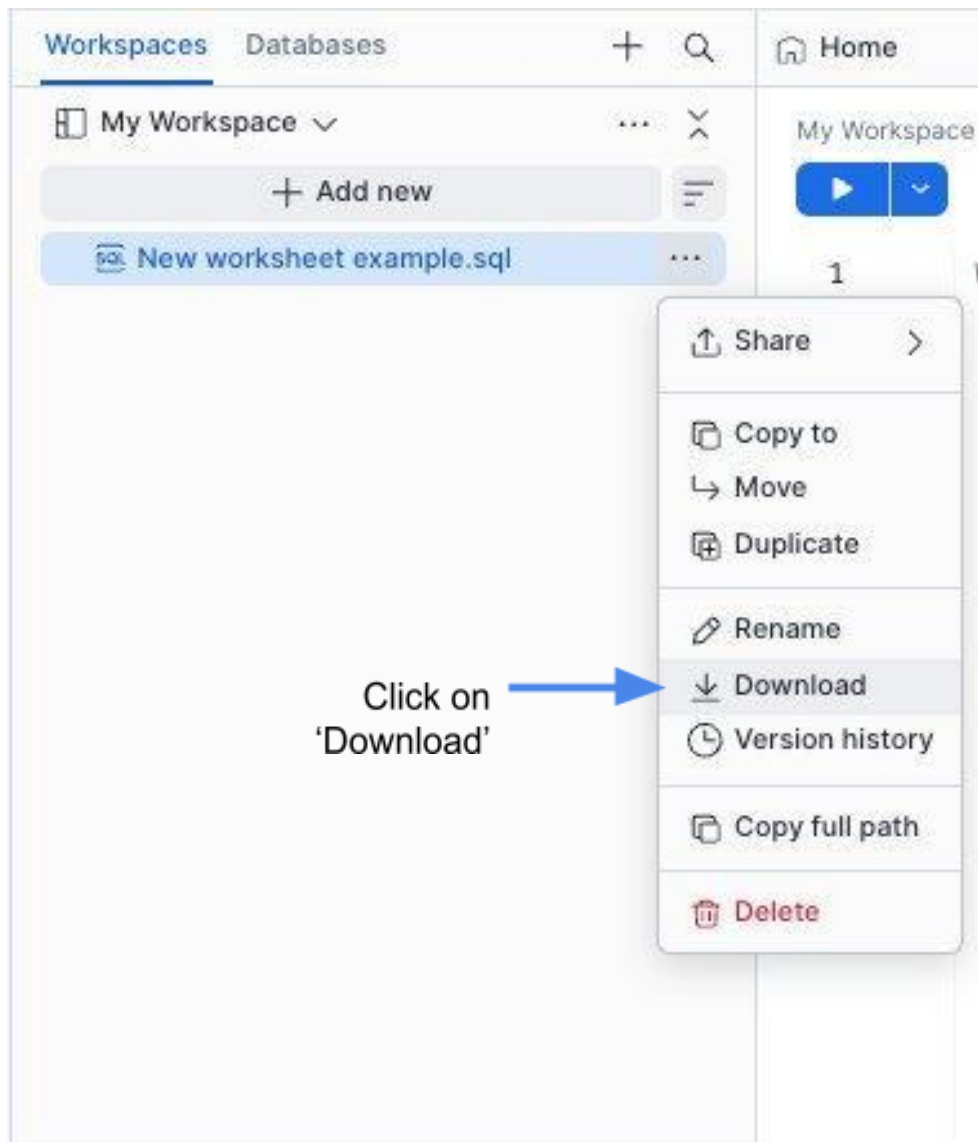 Workspaces Databases
Home
My Workspace
My Workspace
Add new
SQL New worksheet example.sql
1
Share
Copy to
Move
Duplicate
Rename
Download
Click on
‘Download’
Version history
Copy full path
Delete